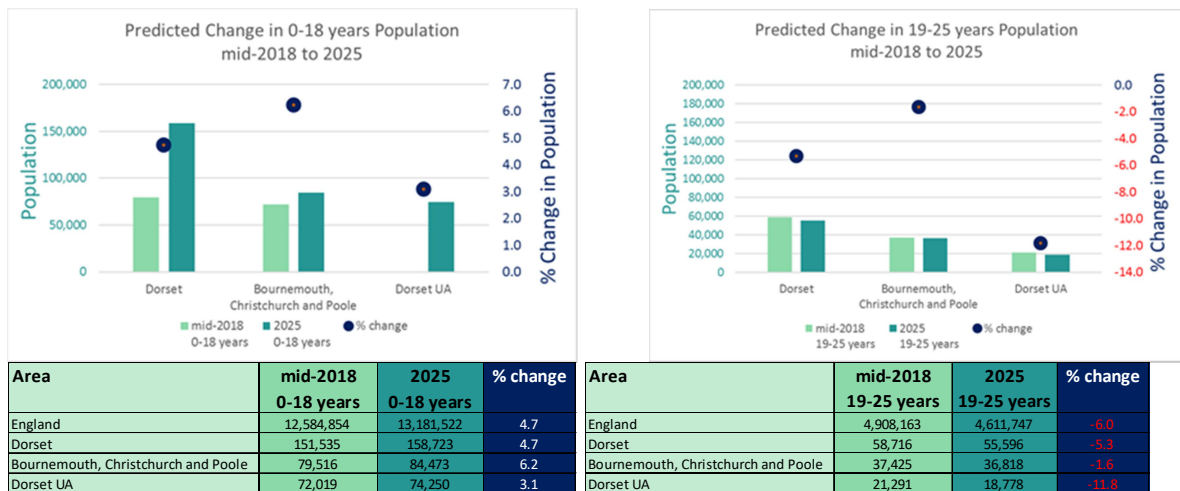 Predicted Change in 0-18 years Population
mid-2018 to 2025
200,000
150,000
100,000
50,000
0
Population
7.0
6.0
5.0
4.0
3.0
2.0
1.0
0.0
% Change in Population
Dorset
Bournemouth,
Christchurch and Poole
Dorset UA
mid-2018 2025 % change
0-18 years 0-18 years
Predicted Change in 19-25 years Population
mid-2018 to 2025
200,000
180,000
160,000
140,000
120,000
100,000
80,000
60,000
40,000
20,000
0
Population
0.0
-2.0
-4.0
-6.0
-8.0
-10.0
-12.0
-14.0
% Change in Population
Dorset
Bournemouth,
Christchurch and Poole
Dorset UA
mid-2018 2025 % change
19-25 years 19-25 years
Area mid-2018 2025 % change
0-18 years 0-18 years
England 12,584,854 13,181,522 4.7
Dorset 151,535 158,723 4.7
Bournemouth, Christchurch and Poole 79,516 84,473 6.2
Dorset UA 72,019 74,250 3.1
Area mid-2018 2025 % change
19-25 years 19-25 years
England 4,908,163 4,611,747 -6.0
Dorset 58,716 55,596 -5.3
Bournemouth, Christchurch and Poole 37,425 36,818 -1.6
Dorset UA 21,291 18,778 -11.8